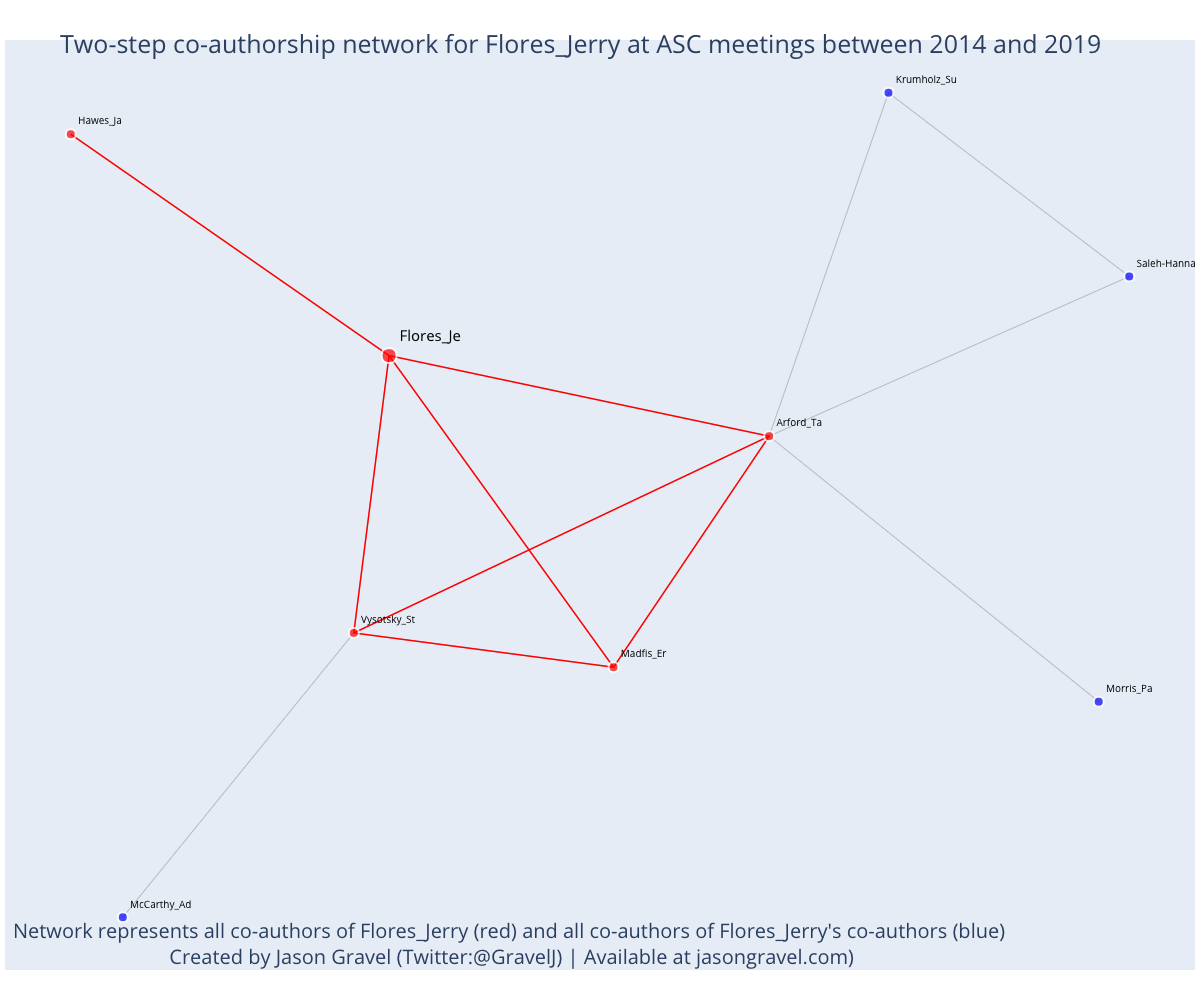 Two-step co-authorship network for Flores_Jerry at ASC meetings between 2014 and 2019
Krumholz_Su
Hawes_Ja
Saleh-Hanna
Flores_Je
Arford_Ta
Vysotsky_St
Madfis_Er
Morris_Pa
McCarthy_Ad
Network represents all co-authors of Flores_Jerry (red) and all co-authors of Flores_Jerry's co-authors (blue)
Created by Jason Gravel (Twitter:@GravelJ) | Available at jasongravel.com)